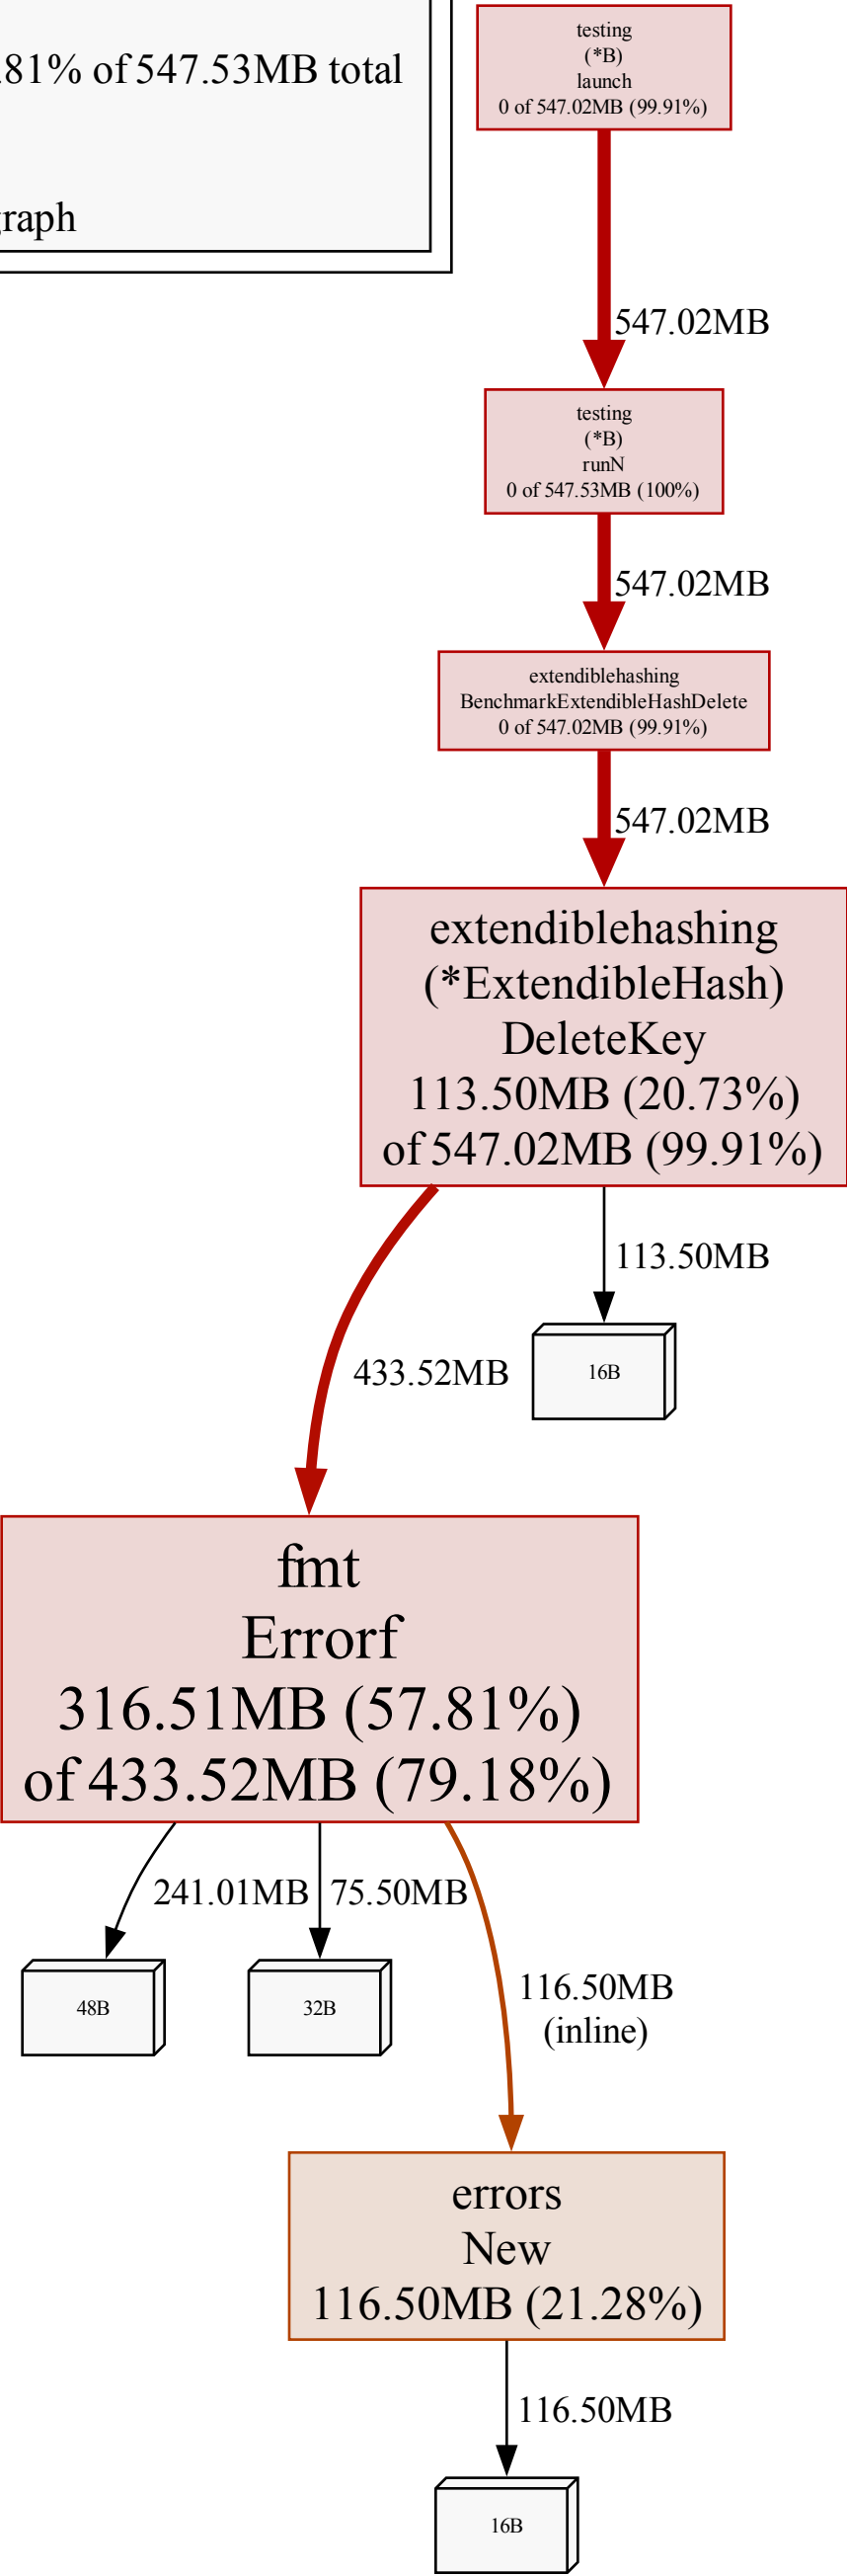 .81% of 547.53MB total
graph
testing
(*B)
launch
0 of 547.02MB (99.91%)
547.02MB
testing
(*B)
runN
0 of 547.53MB (100%)
547.02MB
extendiblehashing
BenchmarkExtendibleHashDelete
0 of 547.02MB (99.91%)
547.02MB
extendiblehashing
(*ExtendibleHash)
DeleteKey
113.50MB (20.73%)
of 547.02MB (99.91%)
113.50MB
433.52MB
16B
fmt
Errorf
316.51MB (57.81%)
of 433.52MB (79.18%)
241.01MB
75.50MB
48B
32B
116.50MB
(inline)
errors
New
116.50MB (21.28%)
116.50MB
16B